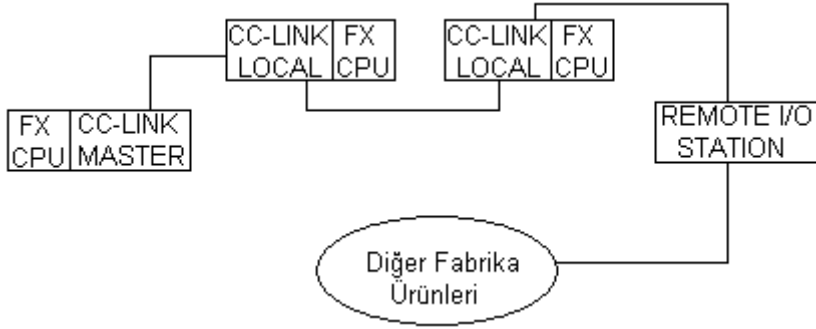 CC-LINK FX
LOCAL CPU
CC-LINK FX
LOCAL CPU
FX CC-LINK
CPU MASTER
REMOTE I/O
STATION
Diğer Fabrika
Ürünleri